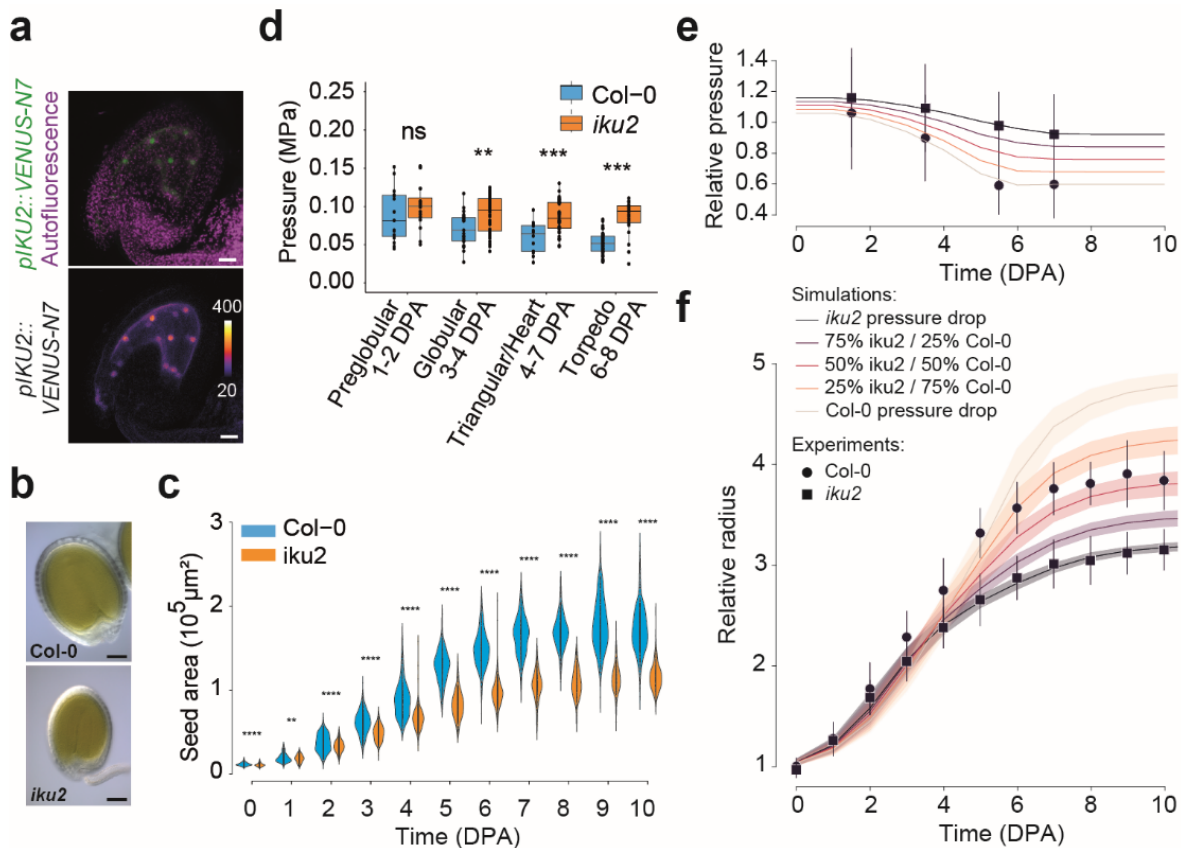 a
pIKU2::VENUS-N7
Autofluorescence
pIKU2::
VENUS-N7
400
20
b
Col-0
iku2
c
Seed area (10⁵µm²)
Col−0
iku2
3
2
1
0
****
**
****
****
****
****
****
****
****
****
****
0 1 2 3 4 5 6 7 8 9 10
Time (DPA)
d
Pressure (MPa)
0.25
0.20
0.15
0.10
0.05
0.00
Col−0
iku2
ns
**
***
***
Preglobular
1-2 DPA
Globular
3-4 DPA
Triangular/Heart
4-7 DPA
Torpedo
6-8 DPA
e
Relative pressure
1.4
1.2
1.0
0.8
0.6
0.4
0 2 4 6 8 10
Time (DPA)
f
Simulations:
iku2 pressure drop
75% iku2 / 25% Col-0
50% iku2 / 50% Col-0
25% iku2 / 75% Col-0
Col-0 pressure drop
Experiments:
Col-0
iku2
Relative radius
5
4
3
2
1
0 2 4 6 8 10
Time (DPA)